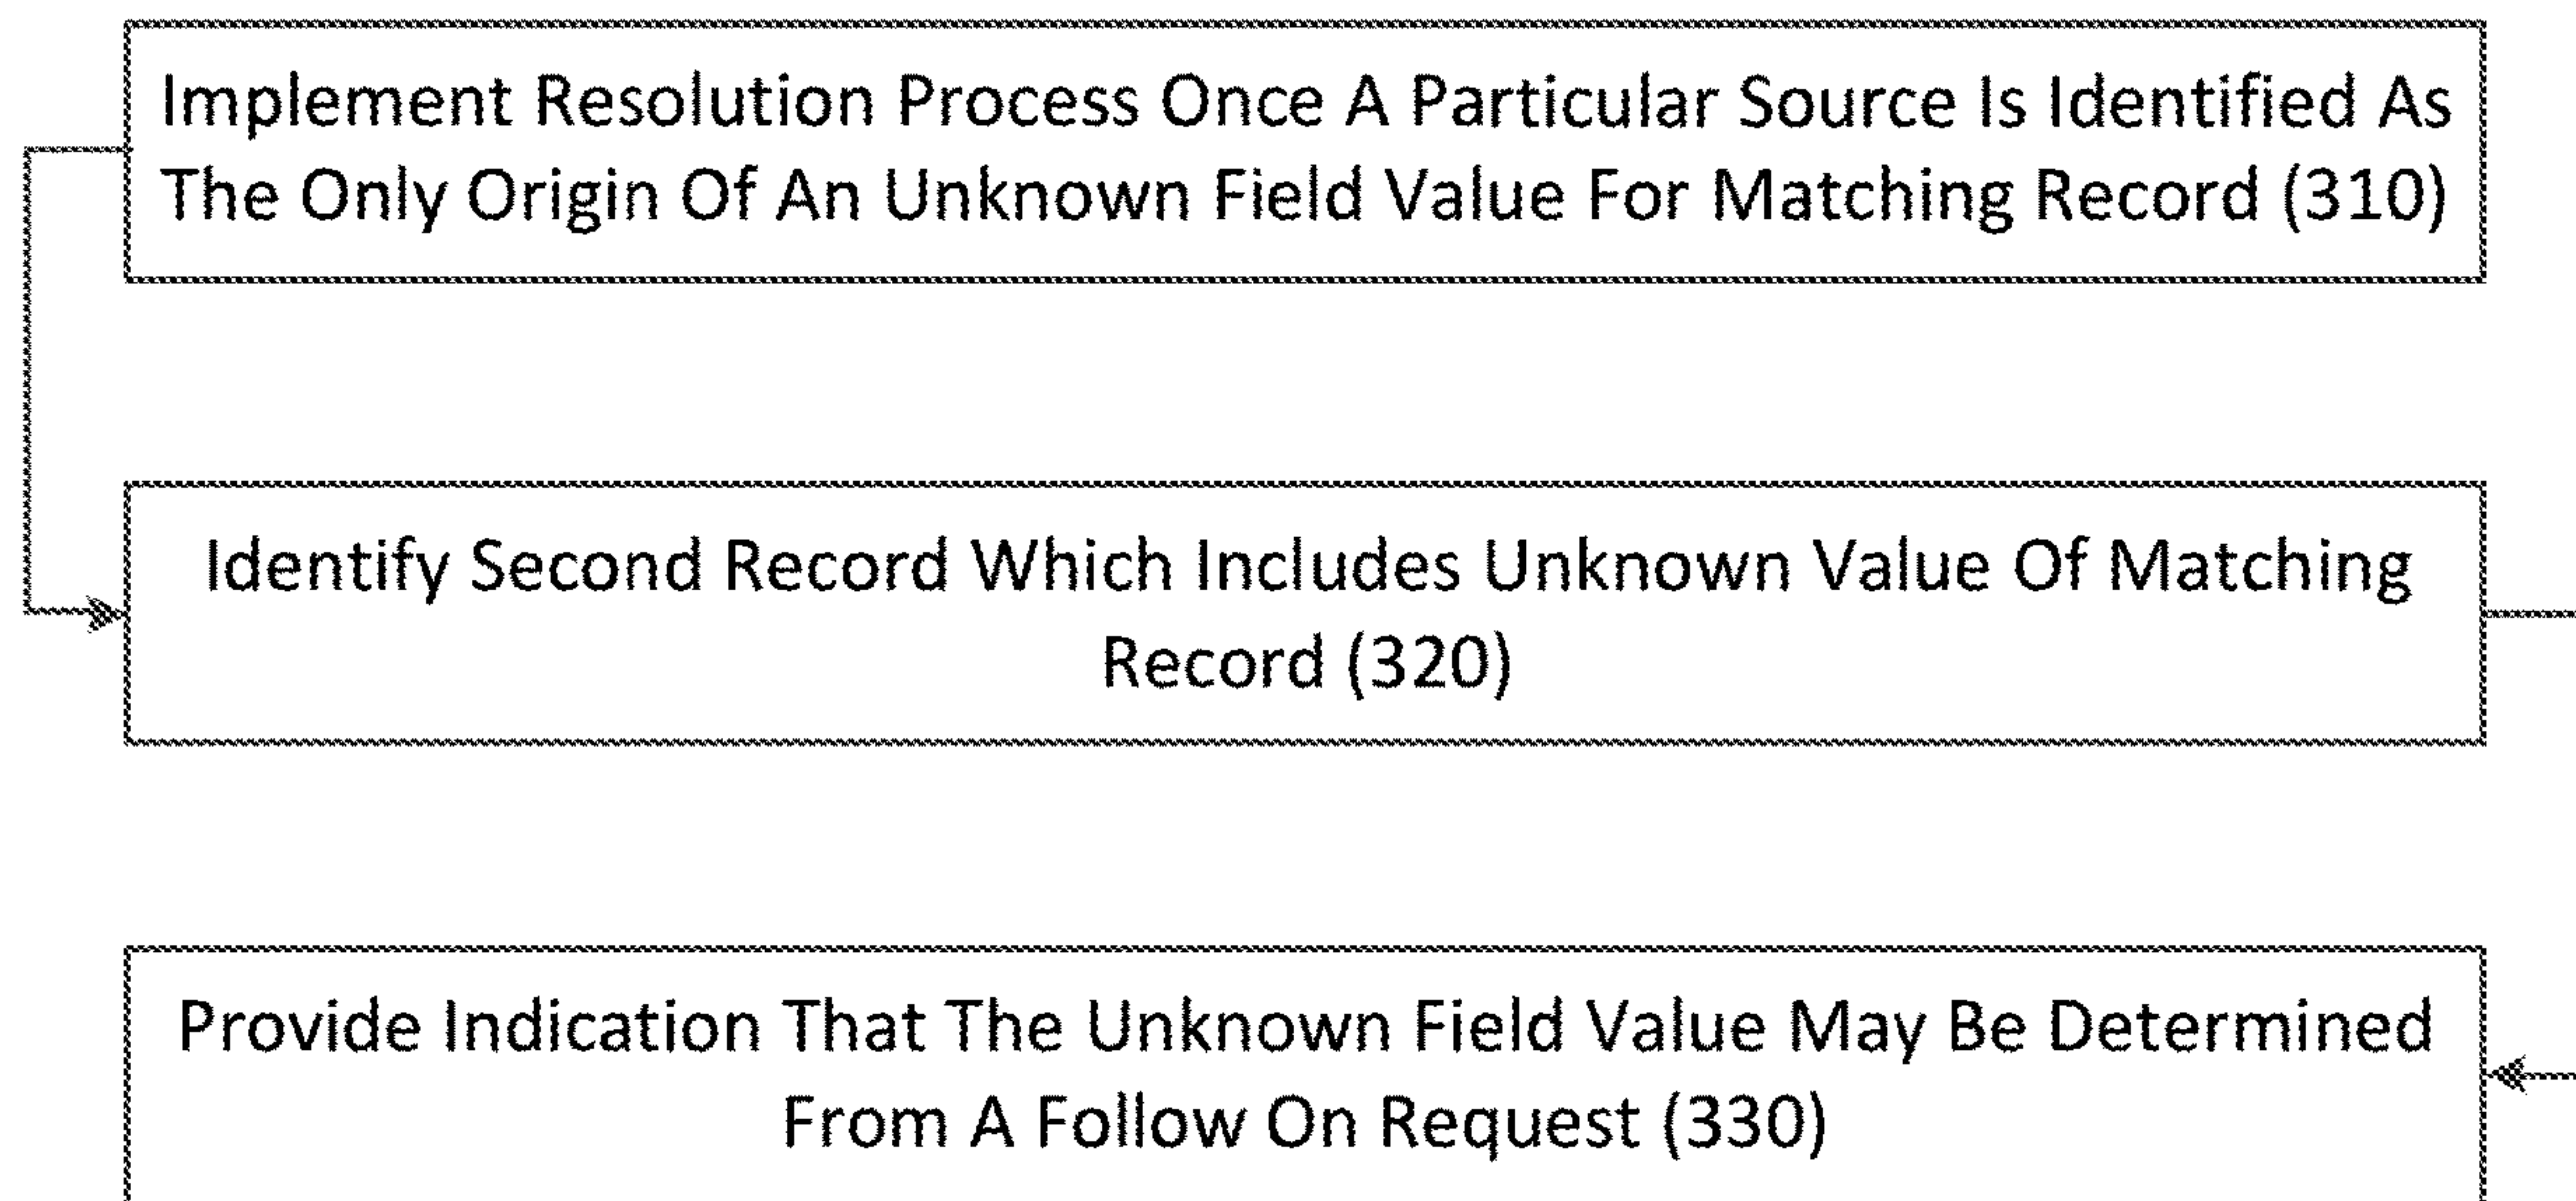 Implement Resolution Process Once A Particular Source Is Identified As
The Only Origin Of An Unknown Field Value For Matching Record (310)
Identify Second Record Which Includes Unknown Value Of Matching
Record (320)
Provide Indication That The Unknown Field Value May Be Determined
From A Follow On Request (330)